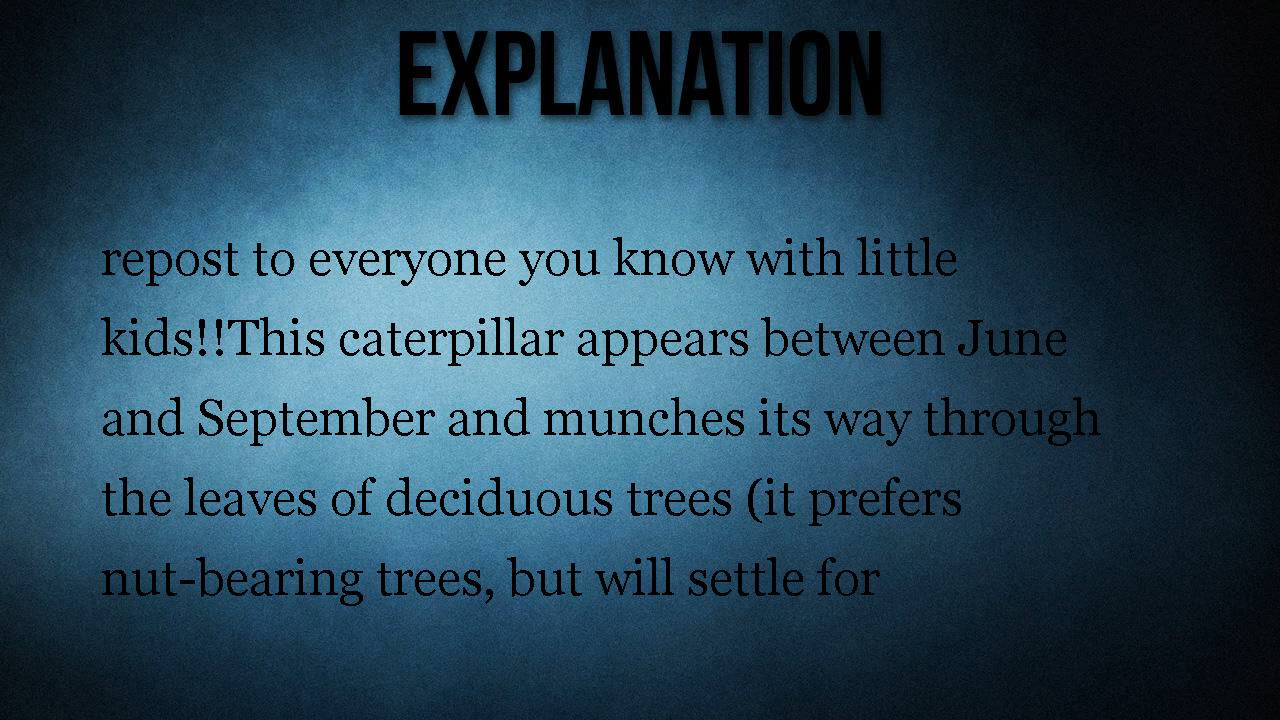 EXPLANATION
repost to everyone you know with little
kids!!This caterpillar appears between June
and September and munches its way through
the leaves of deciduous trees (it prefers
nut-bearing trees, but will settle for